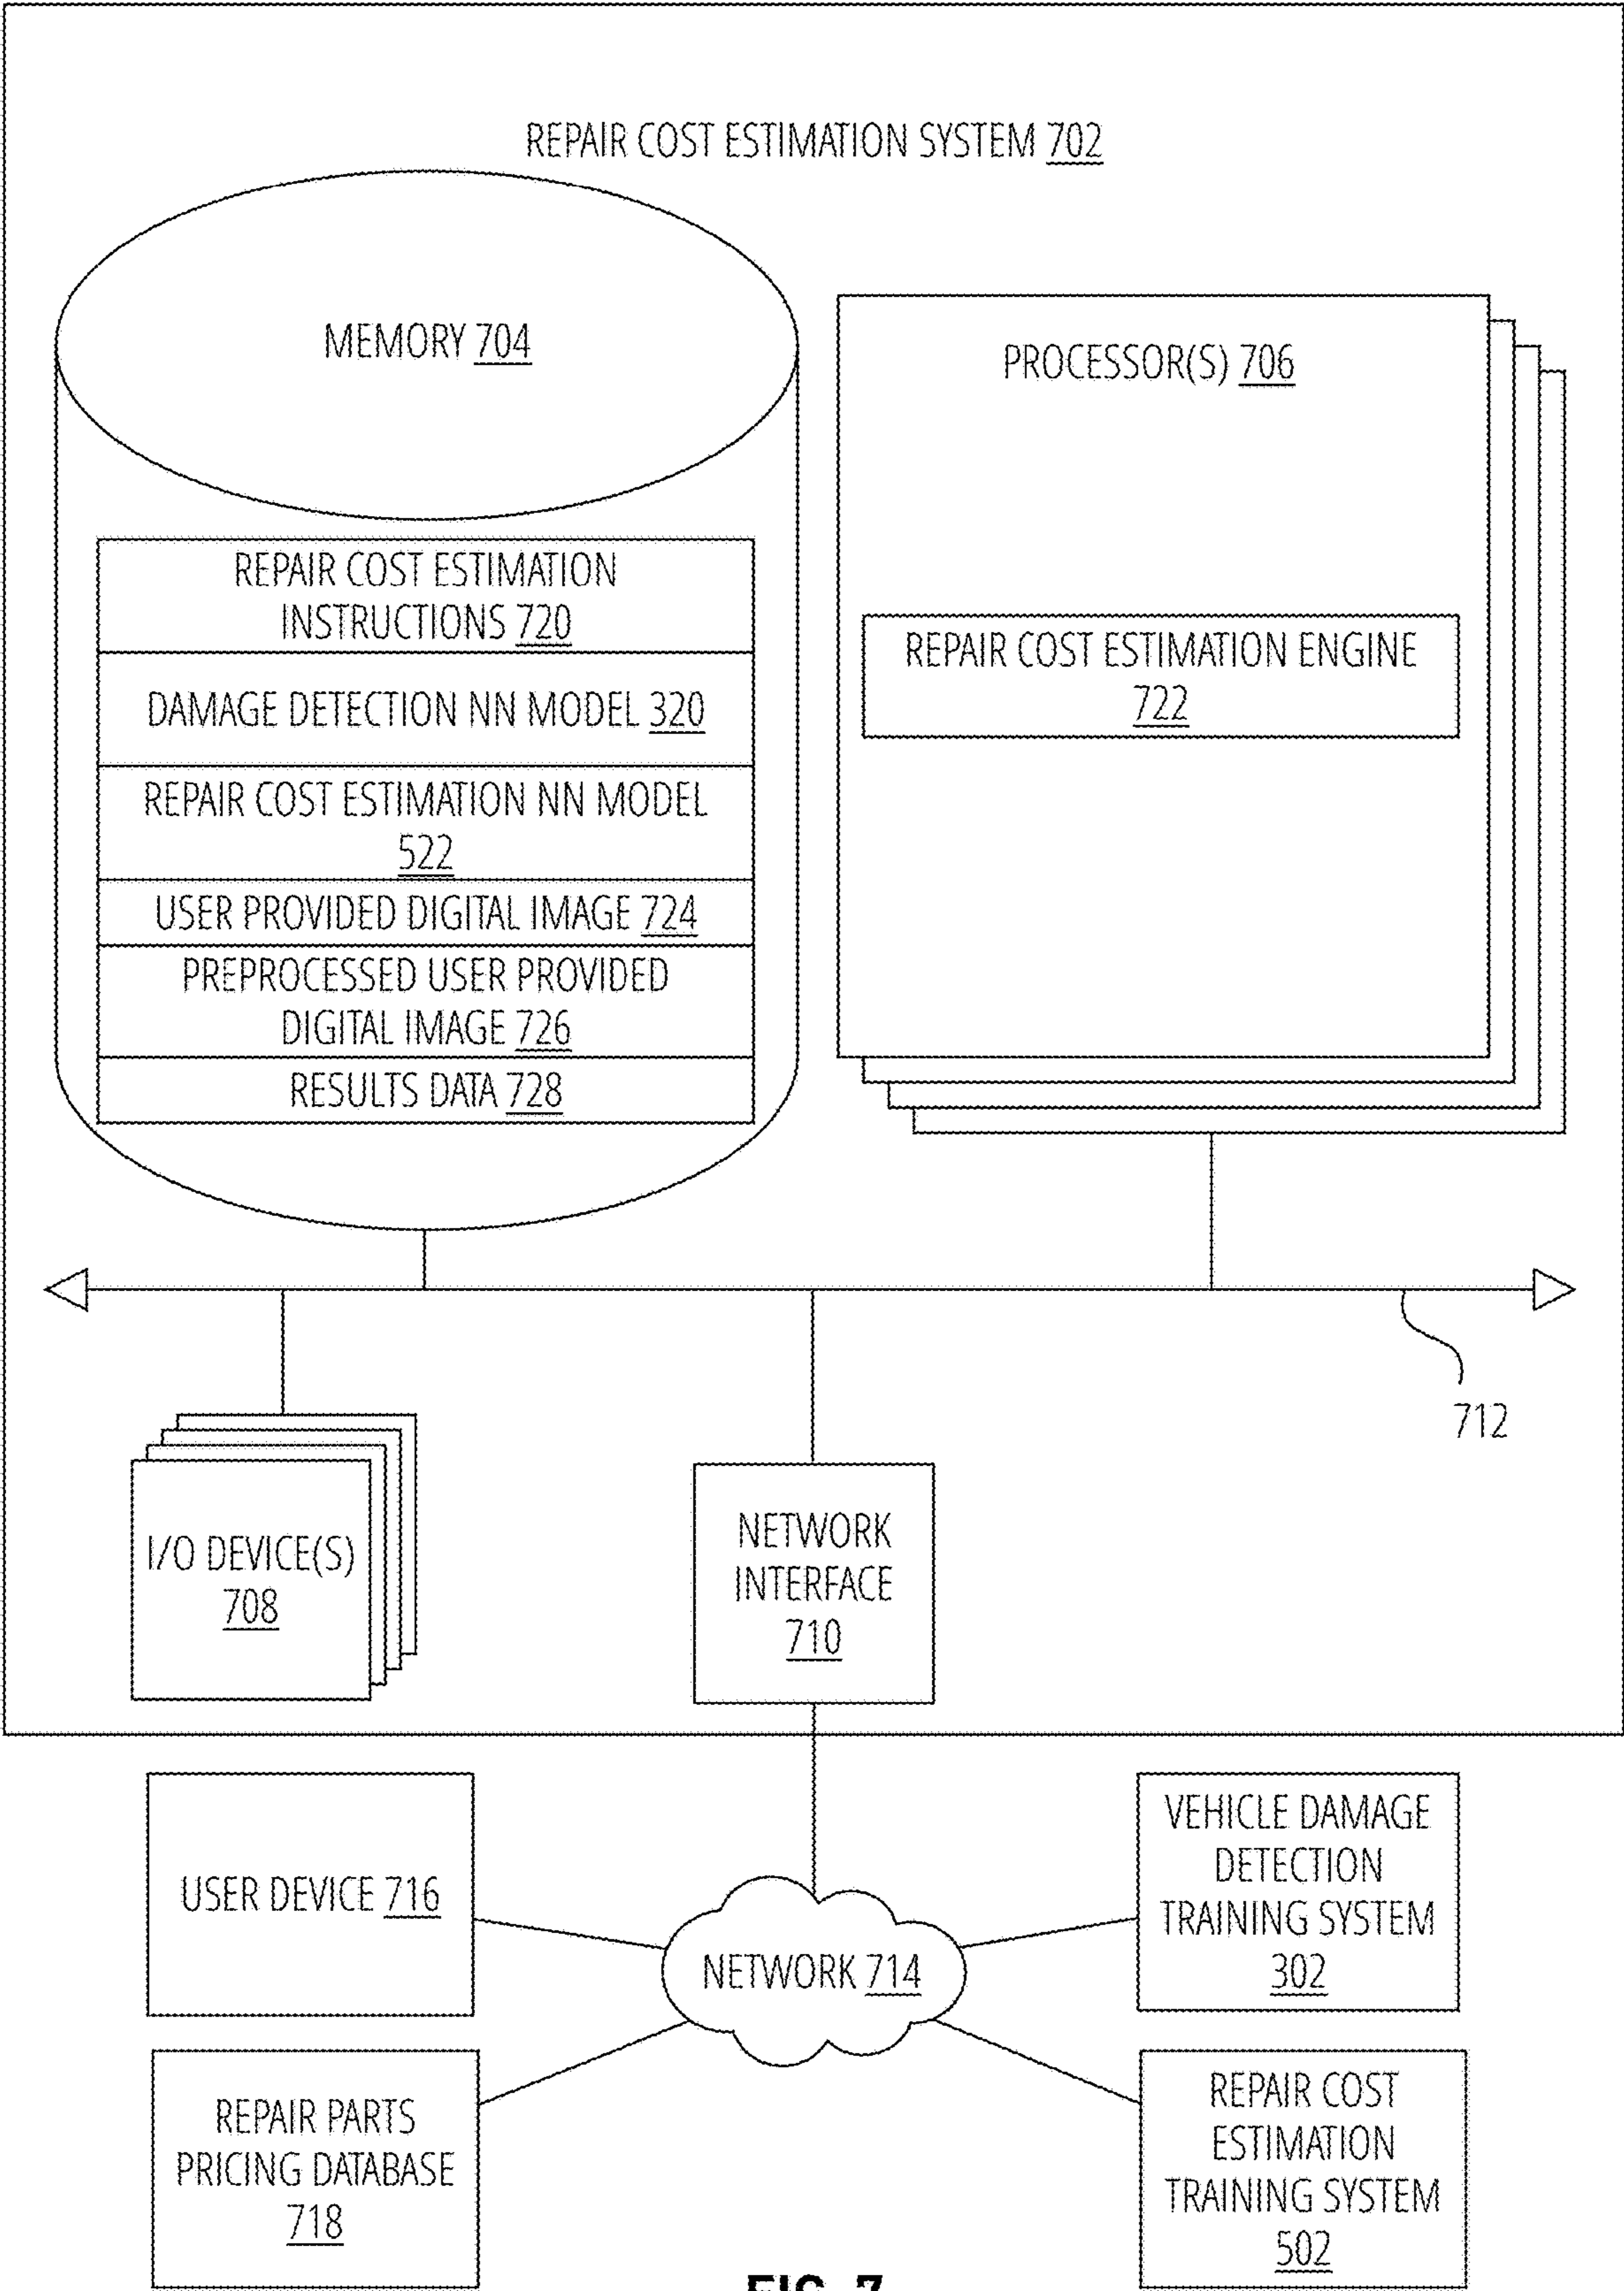 REPAIR COST ESTIMATION SYSTEM 702
MEMORY 704
PROCESSOR(S) 706
REPAIR COST ESTIMATION
INSTRUCTIONS 720
DAMAGE DETECTION NN MODEL 320
REPAIR COST ESTIMATION NN MODEL
522
USER PROVIDED DIGITAL IMAGE 724
PREPROCESSED USER PROVIDED
DIGITAL IMAGE 726
RESULTS DATA 728
REPAIR COST ESTIMATION ENGINE
722
712
I/O DEVICE(S)
708
NETWORK
INTERFACE
710
USER DEVICE 716
NETWORK 714
VEHICLE DAMAGE
DETECTION
TRAINING SYSTEM
302
REPAIR PARTS
PRICING DATABASE
718
REPAIR COST
ESTIMATION
TRAINING SYSTEM
502
FIG. 7